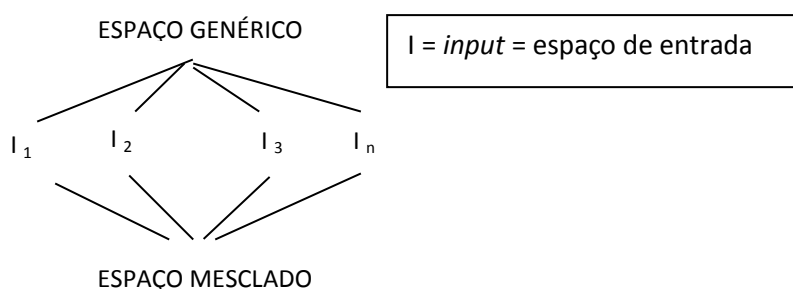 ESPAÇO GENÉRICO
I = input = espaço de entrada
I 1 I 2 I 3 I n
ESPAÇO MESCLADO